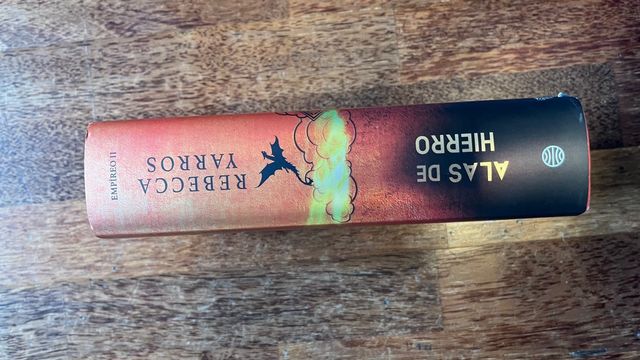 ALAS DE
HIERRO
REBECCA
YARROS
EMPÍREO II